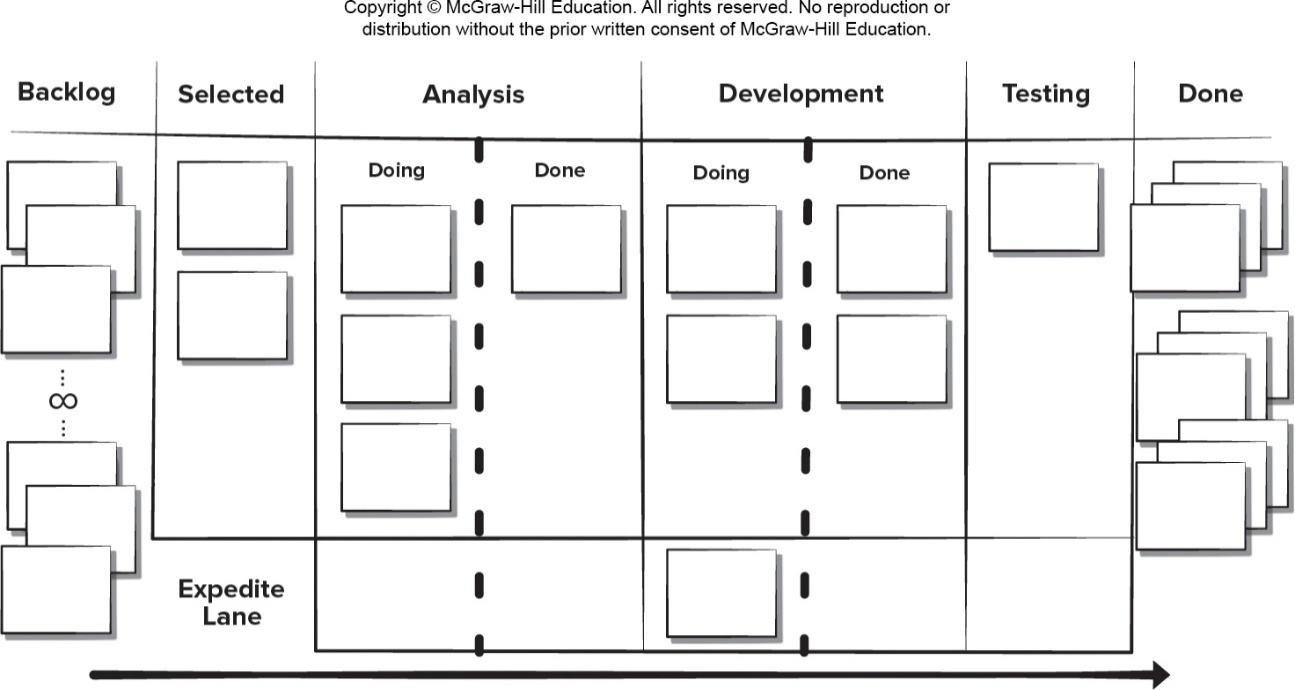 Copyright © McGraw-Hill Education. All rights reserved. No reproduction or
distribution without the prior written consent of McGraw-Hill Education.
Backlog
Selected
Analysis
Development
Testing
Done
Doing
Done
Doing
Done
∞
Expedite
Lane